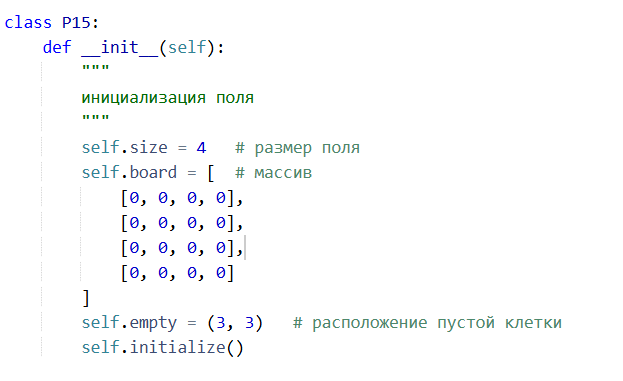 class P15:
    def __init__(self):
        """
        инициализация поля
        """
        self.size = 4   # размер поля
        self.board = [  # массив
            [0, 0, 0, 0],
            [0, 0, 0, 0],
            [0, 0, 0, 0],
            [0, 0, 0, 0]
        ]
        self.empty = (3, 3)   # расположение пустой клетки
        self.initialize()